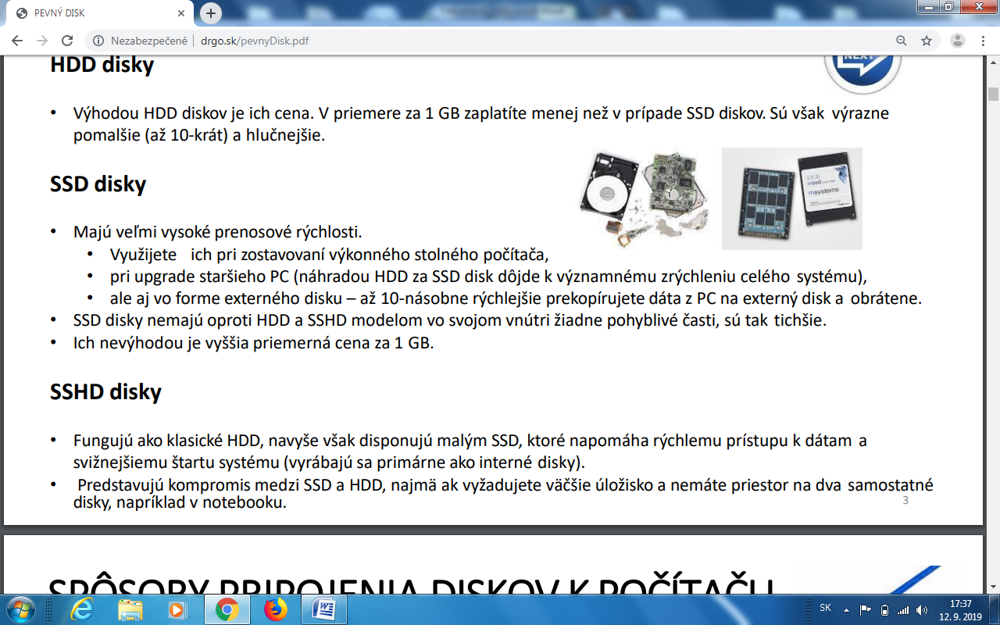 PEVNÝ DISK
Nezabezpečené
drgo.sk/pevnyDisk.pdf
HDD disky
NEXT
• Výhodou HDD diskov je ich cena. V priemere za 1 GB zaplatíte menej než v prípade SSD diskov. Sú však výrazne
pomalšie (až 10-krát) a hlučnejšie.
SSD disky
msystems
• Majú veľmi vysoké prenosové rýchlosti.
• Využijete ich pri zostavovaní výkonného stolného počítača,
• pri upgrade staršieho PC (náhradou HDD za SSD disk dôjde k významnému zrýchleniu celého systému),
• ale aj vo forme externého disku – až 10-násobne rýchlejšie prekopírujete dáta z PC na externý disk a obrátene.
• SSD disky nemajú oproti HDD a SSHD modelom vo svojom vnútri žiadne pohyblivé časti, sú tak tichšie.
• Ich nevýhodou je vyššia priemerná cena za 1 GB.
SSHD disky
• Fungujú ako klasické HDD, navyše však disponujú malým SSD, ktoré napomáha rýchlemu prístupu k dátam a
svižnejšiemu štartu systému (vyrábajú sa primárne ako interné disky).
• Predstavujú kompromis medzi SSD a HDD, najmä ak vyžadujete väčšie úložisko a nemáte priestor na dva samostatné
disky, napríklad v notebooku.
3
SPÔSOBY PRIPOJENIA DISKOV K POČÍTAČU
SK
17:37
12. 9. 2019